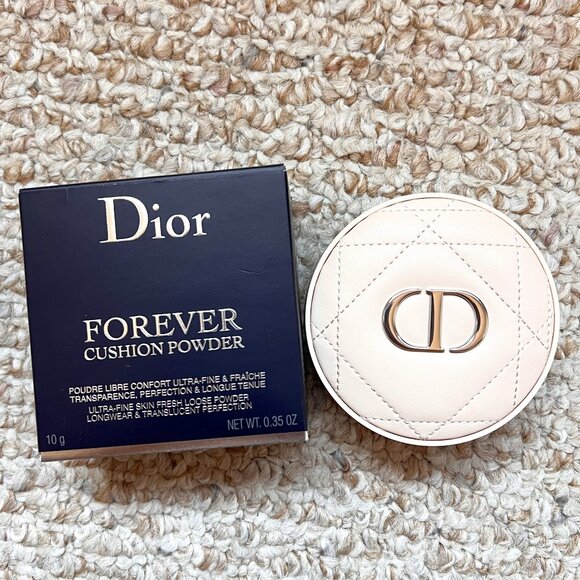 Dior
FOREVER
CUSHION POWDER
POUDRE LIBRE CONFORT ULTRA-FINE & FRAÎCHE
TRANSPARENCE, PERFECTION & LONGUE TENUE
ULTRA-FINE SKIN FRESH LOOSE POWDER
LONGWEAR & TRANSLUCENT PERFECTION
10 g NET WT. 0.35 OZ
CD